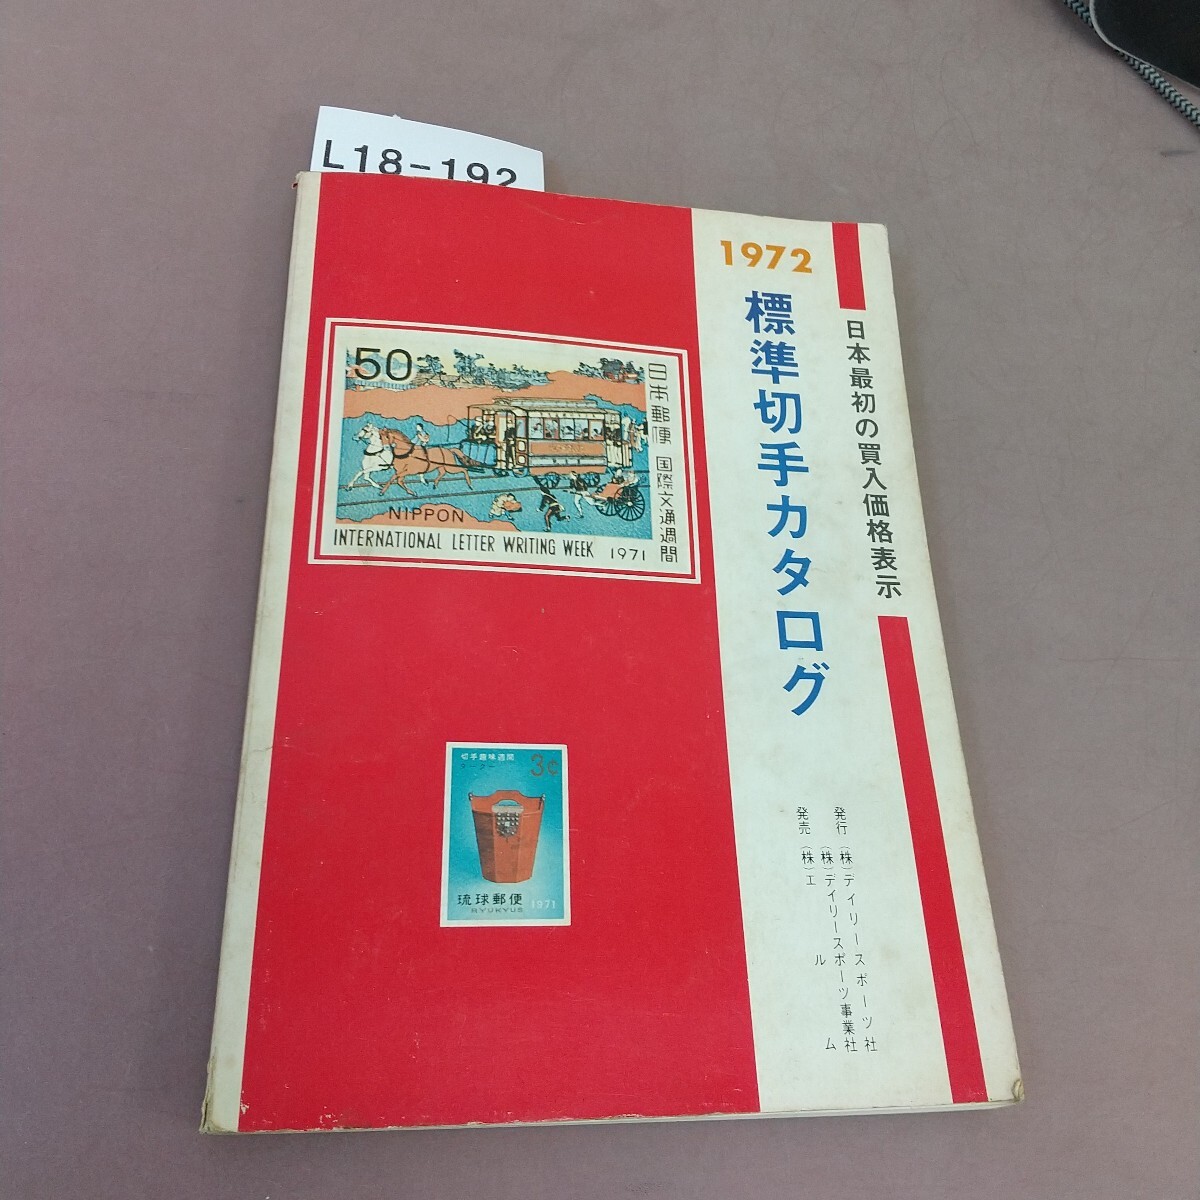 L18-192
1972
標準切手カタログ
日本最初の買入価格表示
50
日本郵便
国際文通週間
NIPPON
INTERNATIONAL LETTER WRITING WEEK 1971
切手趣味週間
3¢
琉球郵便
RYUKYUS
1971
発行 (株)デイリースポーツ社
(株)デイリースポーツ事業社
発売 (株)エルム